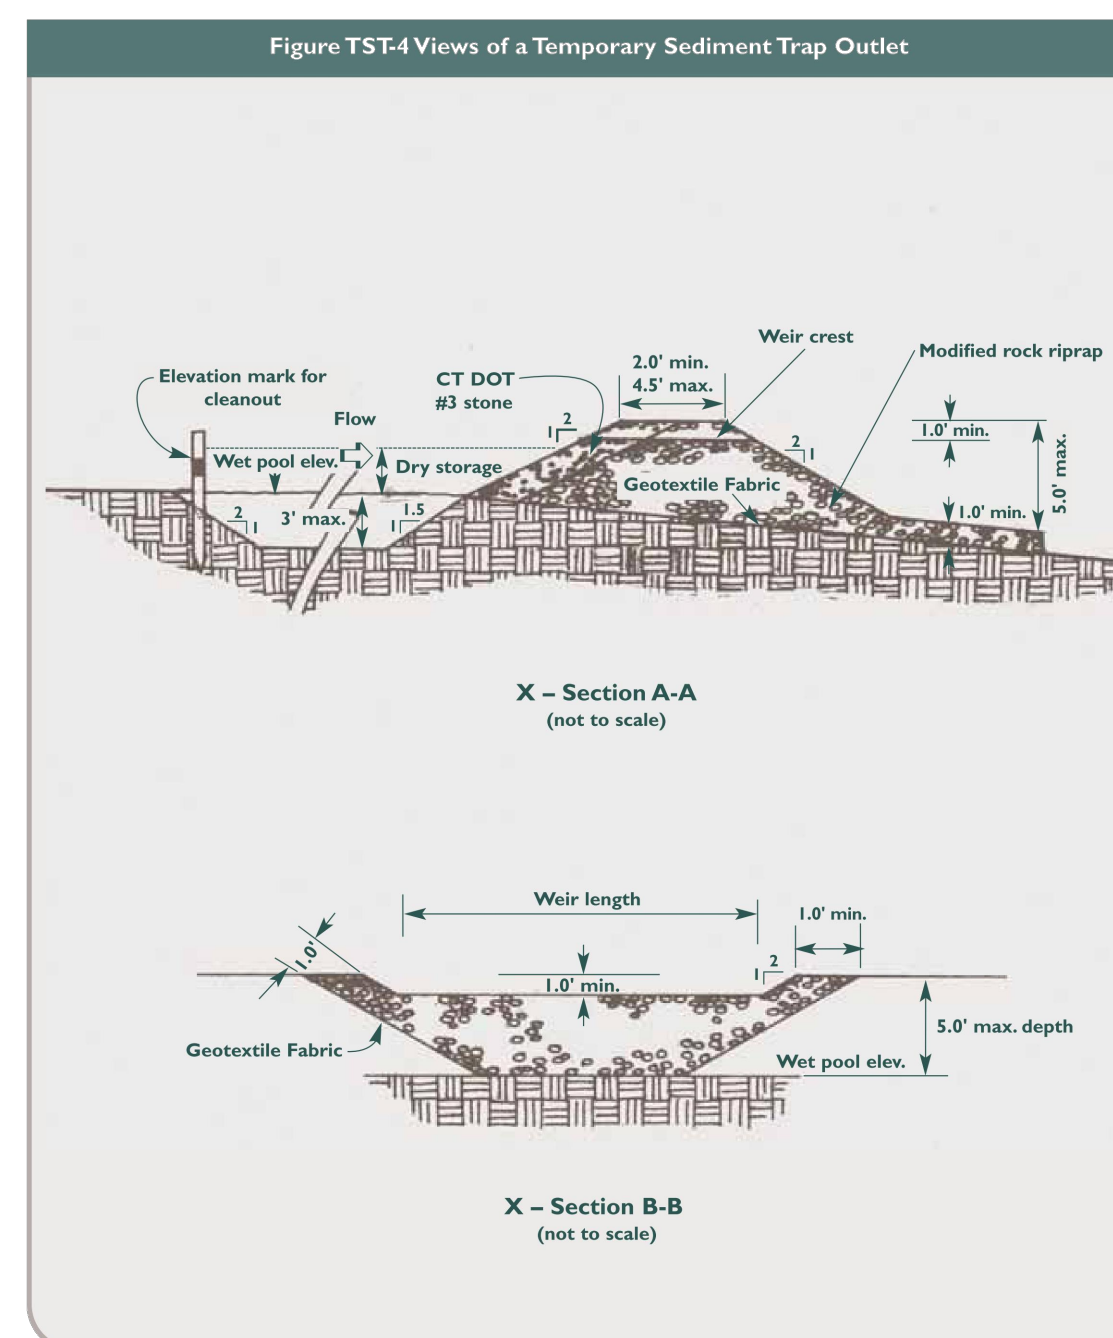 Figure TST-4 Views of a Temporary Sediment Trap Outlet
Weir crest
2.0' min.
4.5' max.
Modified rock riprap
Elevation mark for
cleanout
CT DOT
#3 stone
Flow
2
1
1.0' min.
2
1
Wet pool elev.
Dry storage
5.0' max.
Geotextile Fabric
2
1
3' max.
1.5
1
1.0' min.
X – Section A-A
(not to scale)
Weir length
1.0' min.
1.0'
2
1
1.0' min.
5.0' max. depth
Geotextile Fabric
Wet pool elev.
X – Section B-B
(not to scale)